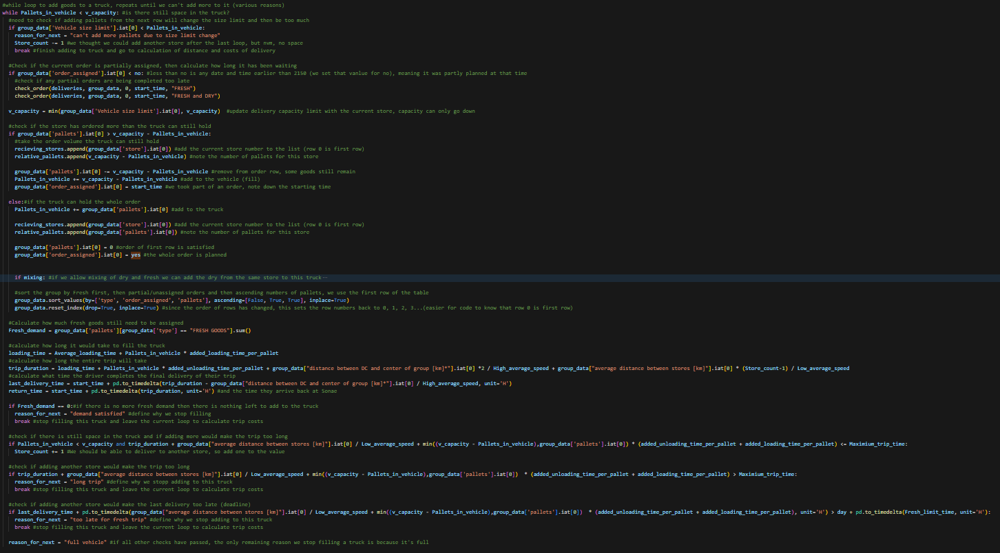 #while loop to add goods to a truck, repeats until we can't add more to it (various reasons)
while Pallets_in_vehicle < v_capacity: #is there still space in the truck?
#need to check if adding pallets from the next row will change the size limit and then be too much
if group_data['Vehicle size limit'].iat[0] < Pallets_in_vehicle:
reason_for_next = "can't add more pallets due to size limit change"
Store_count -= 1 #we thought we could add another store after the last loop, but nvm, no space
break #finish adding to truck and go to calculation of distance and costs of delivery
#Check if the current order is partially assigned, then calculate how long it has been waiting
if group_data['order_assigned'].iat[0] < no: #less than no is any date and time earlier than 2150 (we set that vanlue for no), meaning it was partly planned at that time
#check if any partial orders are being completed too late
check_order(deliveries, group_data, 0, start_time, "FRESH")
check_order(deliveries, group_data, 0, start_time, "FRESH and DRY")
v_capacity = min(group_data['Vehicle size limit'].iat[0], v_capacity)  #update delivery capacity limit with the current store, capacity can only go down
#check if the store has ordered more than the truck can still hold
if group_data['pallets'].iat[0] > v_capacity - Pallets_in_vehicle:
#take the order volume the truck can still hold
recieving_stores.append(group_data['store'].iat[0]) #add the current store number to the list (row 0 is first row)
relative_pallets.append(v_capacity - Pallets_in_vehicle) #note the number of pallets for this store
group_data['pallets'].iat[0] -= v_capacity - Pallets_in_vehicle #remove from order row, some goods still remain
Pallets_in_vehicle += v_capacity - Pallets_in_vehicle #add to the vehicle (fill)
group_data['order_assigned'].iat[0] = start_time #we took part of an order, note down the starting time
else:#if the truck can hold the whole order
Pallets_in_vehicle += group_data['pallets'].iat[0] #add to the truck
recieving_stores.append(group_data['store'].iat[0]) #add the current store number to the list (row 0 is first row)
relative_pallets.append(group_data['pallets'].iat[0]) #note the number of pallets for this store
group_data['pallets'].iat[0] = 0 #order of first row is satisfied
group_data['order_assigned'].iat[0] = yes #the whole order is planned
if mixing: #if we allow mixing of dry and fresh we can add the dry from the same store to this truck ⋯
#sort the group by Fresh first, then partial/unassigned orders and then ascending numbers of pallets, we use the first row of the table
group_data.sort_values(by=['type', 'order_assigned', 'pallets'], ascending=[False, True, True], inplace=True)
group_data.reset_index(drop=True, inplace=True) #since the order of rows has changed, this sets the row numbers back to 0, 1, 2, 3...(easier for code to know that row 0 is first row)
#Calculate how much fresh goods still need to be assigned
Fresh_demand = group_data['pallets'][group_data['type'] == "FRESH GOODS"].sum()
#calculate how long it would take to fill the truck
loading_time = Average_loading_time + Pallets_in_vehicle * added_loading_time_per_pallet
#calculate how long the entire trip will take
trip_duration = loading_time + Pallets_in_vehicle * added_unloading_time_per_pallet + group_data["distance between DC and center of group [km]*"].iat[0] *2 / High_average_speed + group_data["average distance between stores [km]"].iat[0] * (Store_count-1) / Low_average_speed
#calculate what time the driver completes the final delivery of their trip
last_delivery_time = start_time + pd.to_timedelta(trip_duration - group_data["distance between DC and center of group [km]*"].iat[0] / High_average_speed, unit='H')
return_time = start_time + pd.to_timedelta(trip_duration, unit='H') #and the time they arrive back at Sonae
if Fresh_demand == 0:#if there is no more fresh demand then there is nothing left to add to the truck
reason_for_next = "demand satisfied" #define why we stop filling
break #stop filling this truck and leave the current loop to calculate trip costs
#check if there is still space in the truck and if adding more would make the trip too long
if Pallets_in_vehicle < v_capacity and trip_duration + group_data["average distance between stores [km]"].iat[0] / Low_average_speed + min((v_capacity - Pallets_in_vehicle),group_data['pallets'].iat[0]) * (added_unloading_time_per_pallet + added_loading_time_per_pallet) <= Maximium_trip_time:
Store_count += 1 #We should be able to deliver to another store, so add one to the value
#check if adding another store would make the trip too long
if trip_duration + group_data["average distance between stores [km]"].iat[0] / Low_average_speed + min((v_capacity - Pallets_in_vehicle),group_data['pallets'].iat[0])  * (added_unloading_time_per_pallet + added_loading_time_per_pallet) > Maximium_trip_time:
reason_for_next = "long trip" #define why we stopp adding to this truck
break #stop filling this truck and leave the current loop to calculate trip costs
#check if adding another store would make the last delivery too late (deadline)
if last_delivery_time + pd.to_timedelta(group_data["average distance between stores [km]"].iat[0] / Low_average_speed + min((v_capacity - Pallets_in_vehicle),group_data['pallets'].iat[0])  * (added_unloading_time_per_pallet + added_loading_time_per_pallet), unit='H') > day + pd.to_timedelta(Fresh_limit_time, unit='H'):
reason_for_next = "too late for fresh trip" #define why we stop adding to this truck
break #stop filling this truck and leave the current loop to calculate trip costs
reason_for_next = "full vehicle" #if all other checks have passed, the only remaining reason we stop filling a truck is because it's full